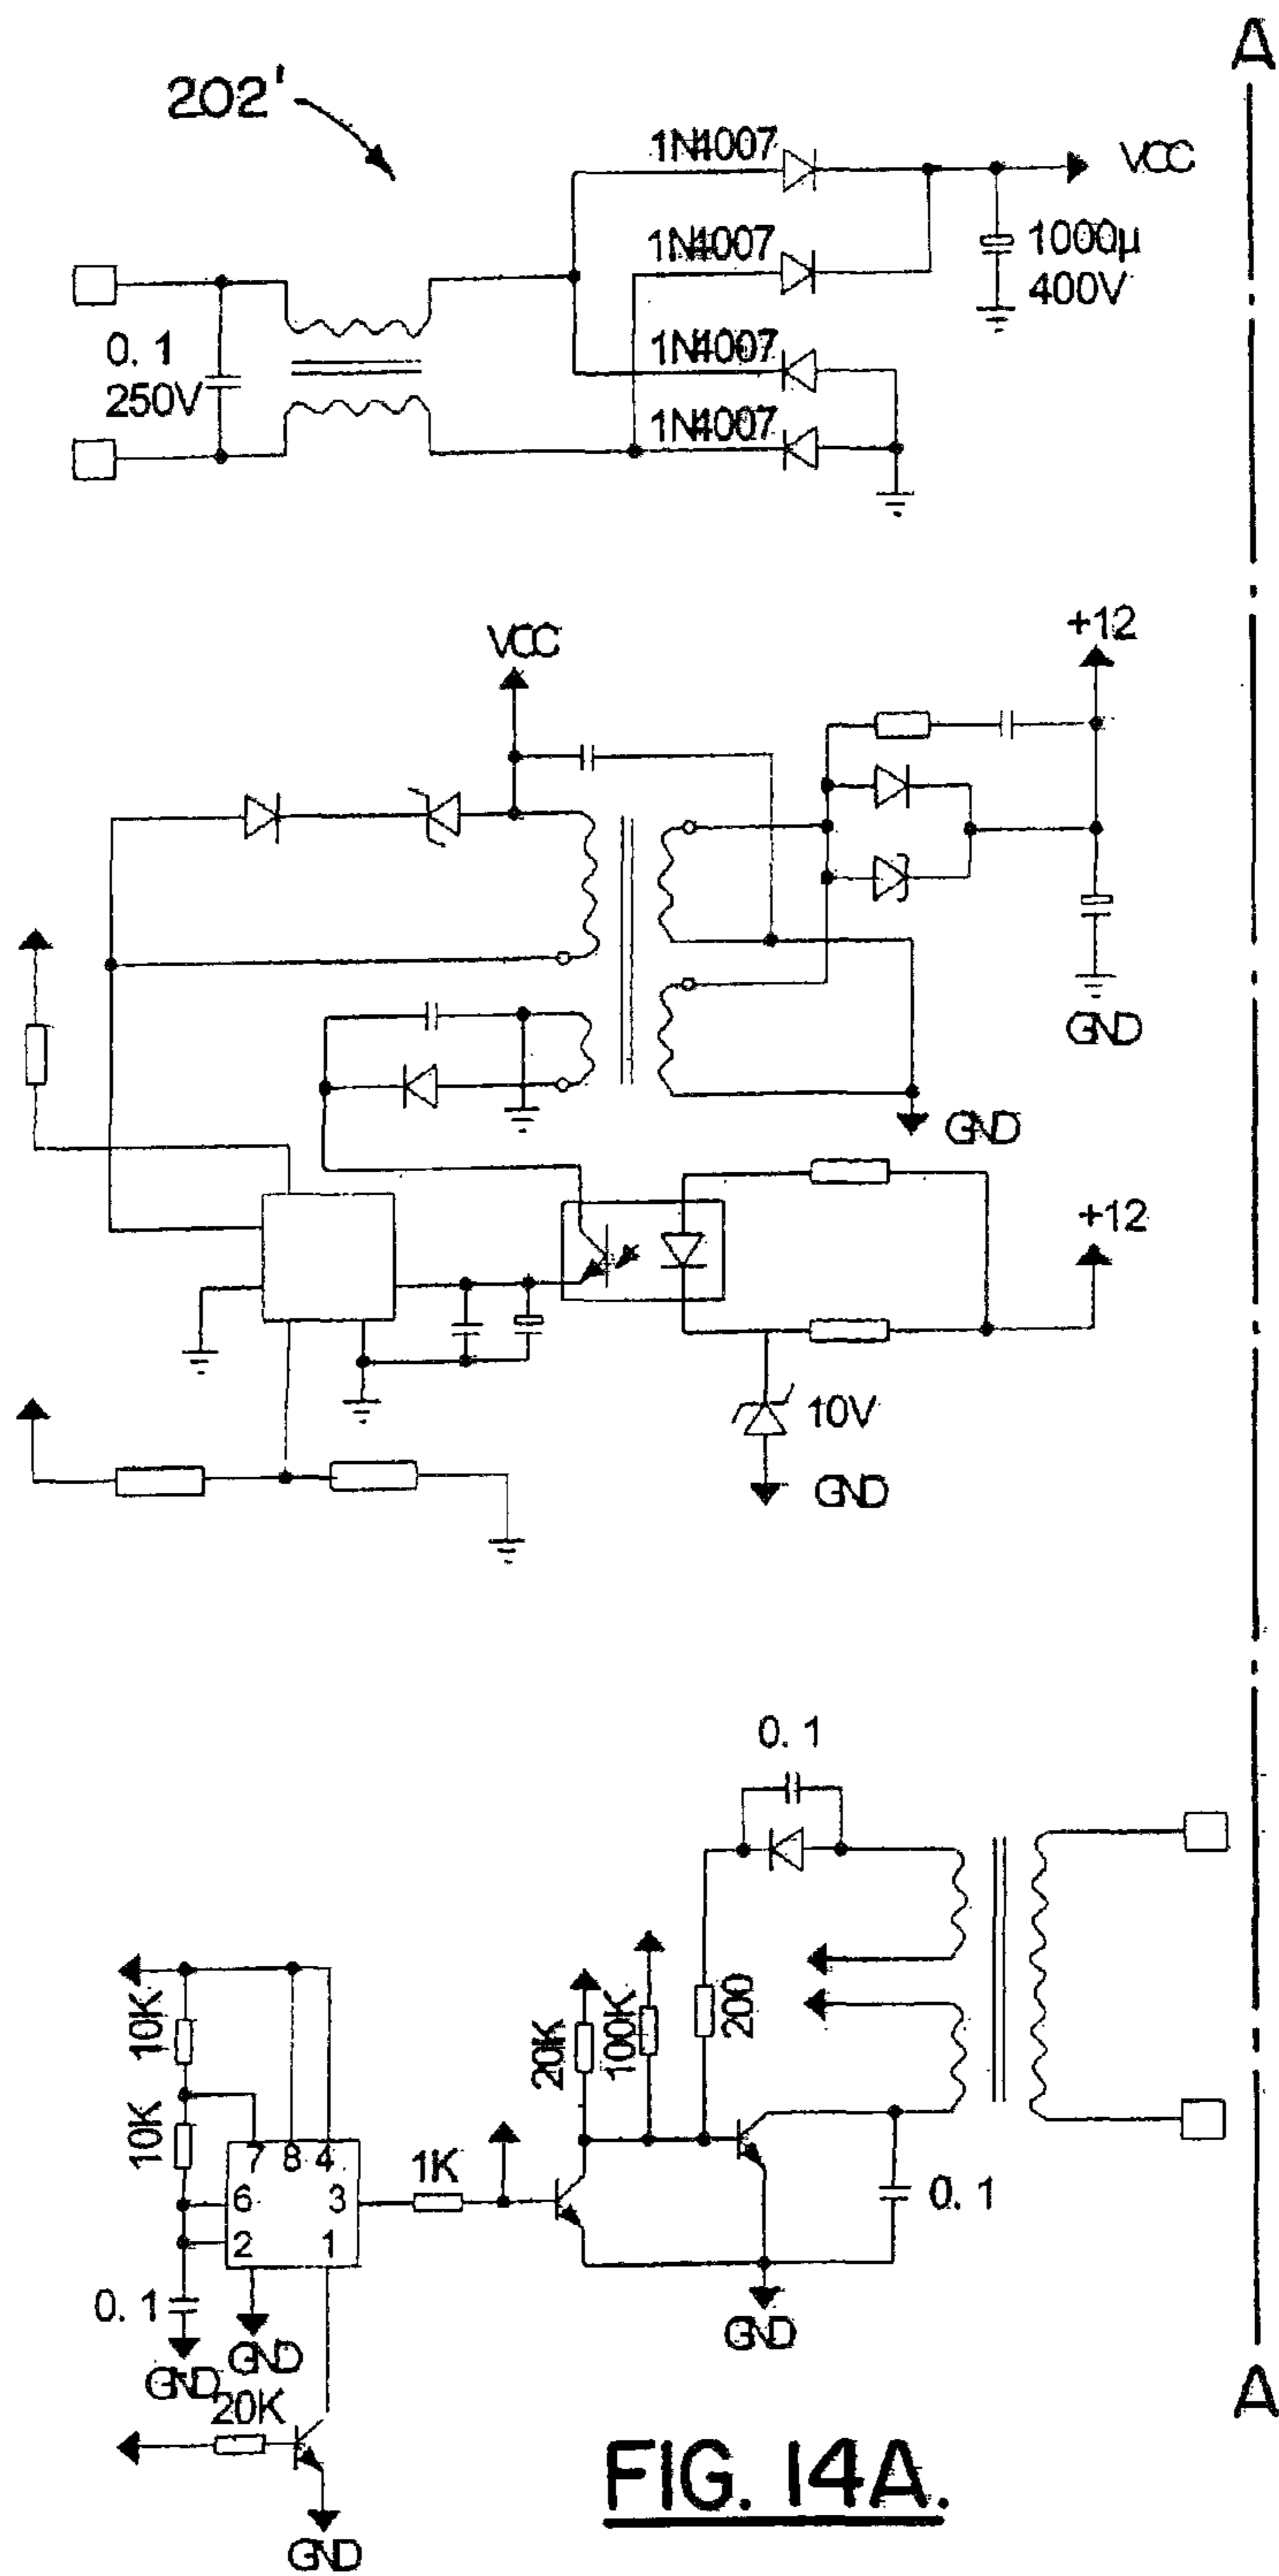 A
202'
1N4007
VCC
1N4007
1000µ
400V
0. 1
250V
1N4007
1N4007
+12
VCC
GND
GND
+12
10V
GND
0. 1
10K
20K
100K
200
10K
7 8 4
1K
6 3
0. 1
2 1
0. 1
GND
GND
GND
20K
A
GND
FIG. 14A.